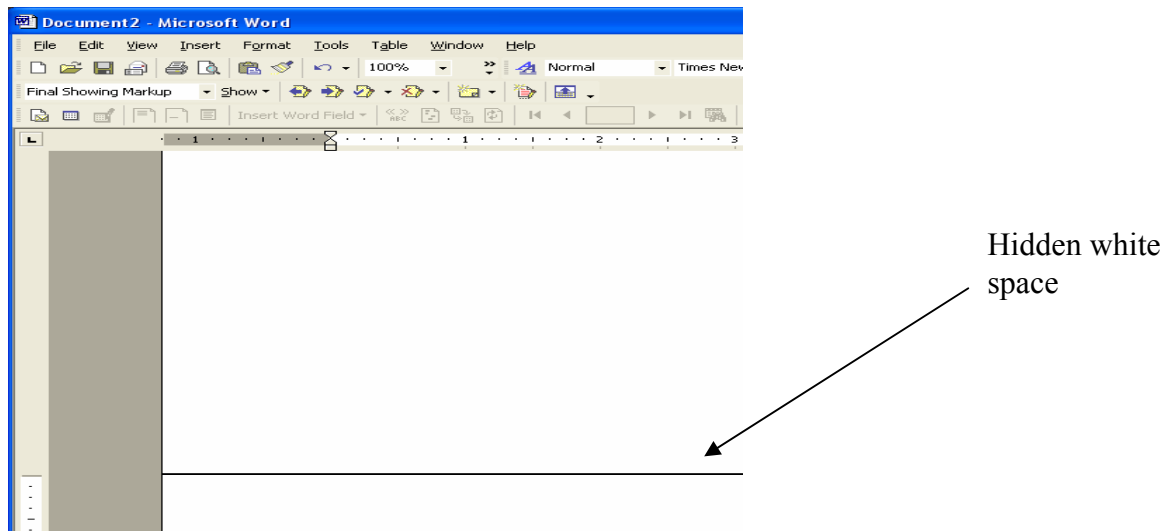 Document2 - Microsoft Word
File Edit View Insert Format Tools Table Window Help
100% Normal Times New
Final Showing Markup Show
Insert Word Field ABC
L 1 1 2 3
Hidden white
space